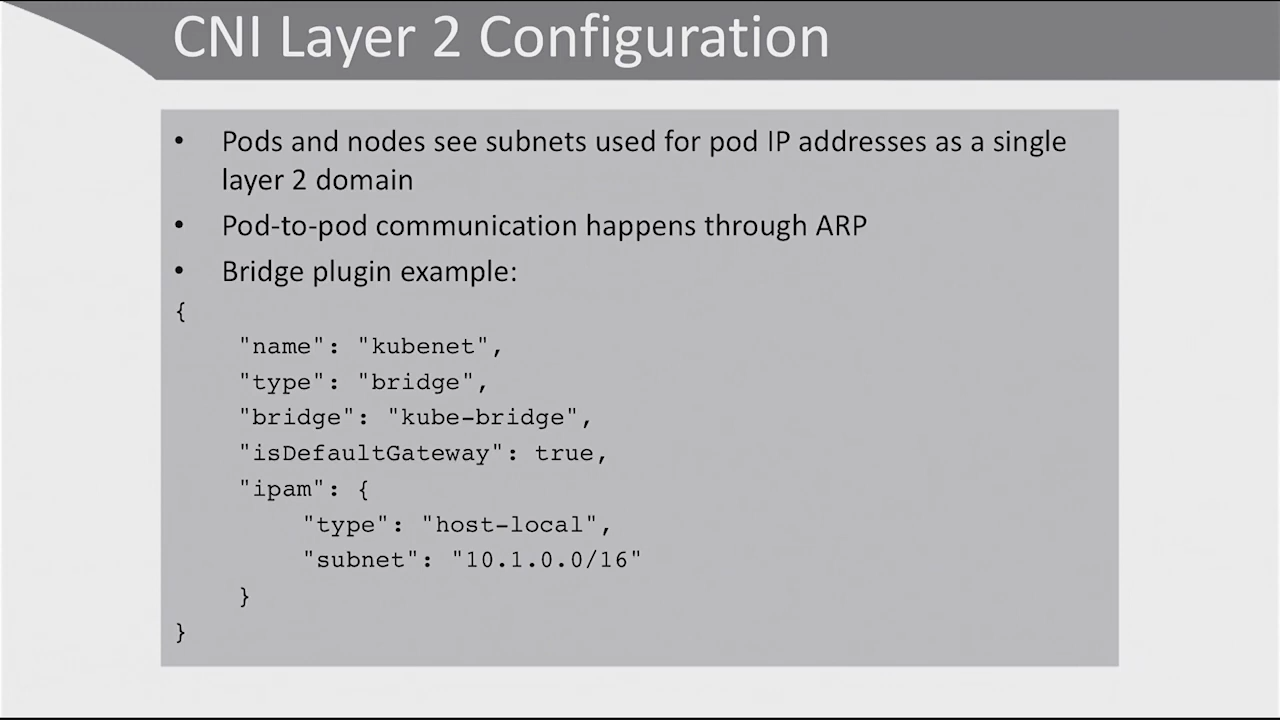 CNI Layer 2 Configuration
• Pods and nodes see subnets used for pod IP addresses as a single
layer 2 domain
• Pod-to-pod communication happens through ARP
• Bridge plugin example:
{
"name": "kubenet",
"type": "bridge",
"bridge": "kube-bridge",
"isDefaultGateway": true,
"ipam": {
"type": "host-local",
"subnet": "10.1.0.0/16"
}
}